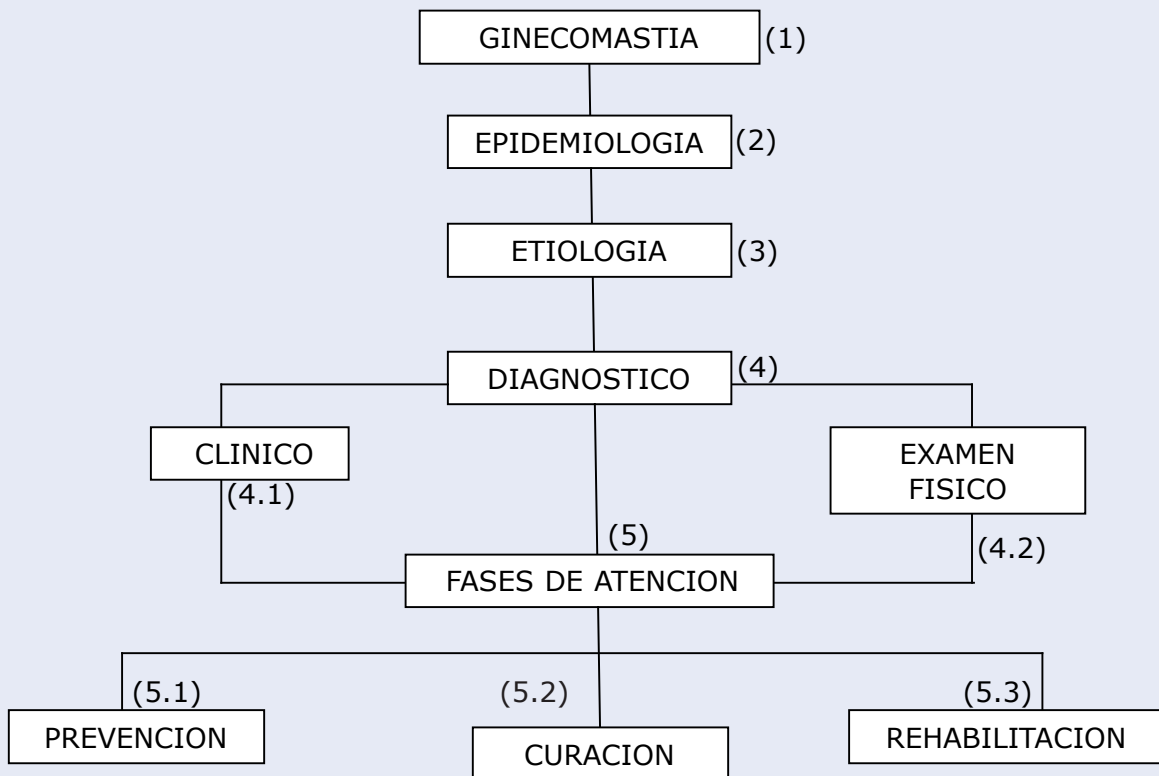 GINECOMASTIA (1)
EPIDEMIOLOGIA (2)
ETIOLOGIA (3)
DIAGNOSTICO (4)
CLINICO
(4.1)
EXAMEN
FISICO
(4.2)
(5)
FASES DE ATENCION
(5.1)
PREVENCION
(5.2)
CURACION
(5.3)
REHABILITACION